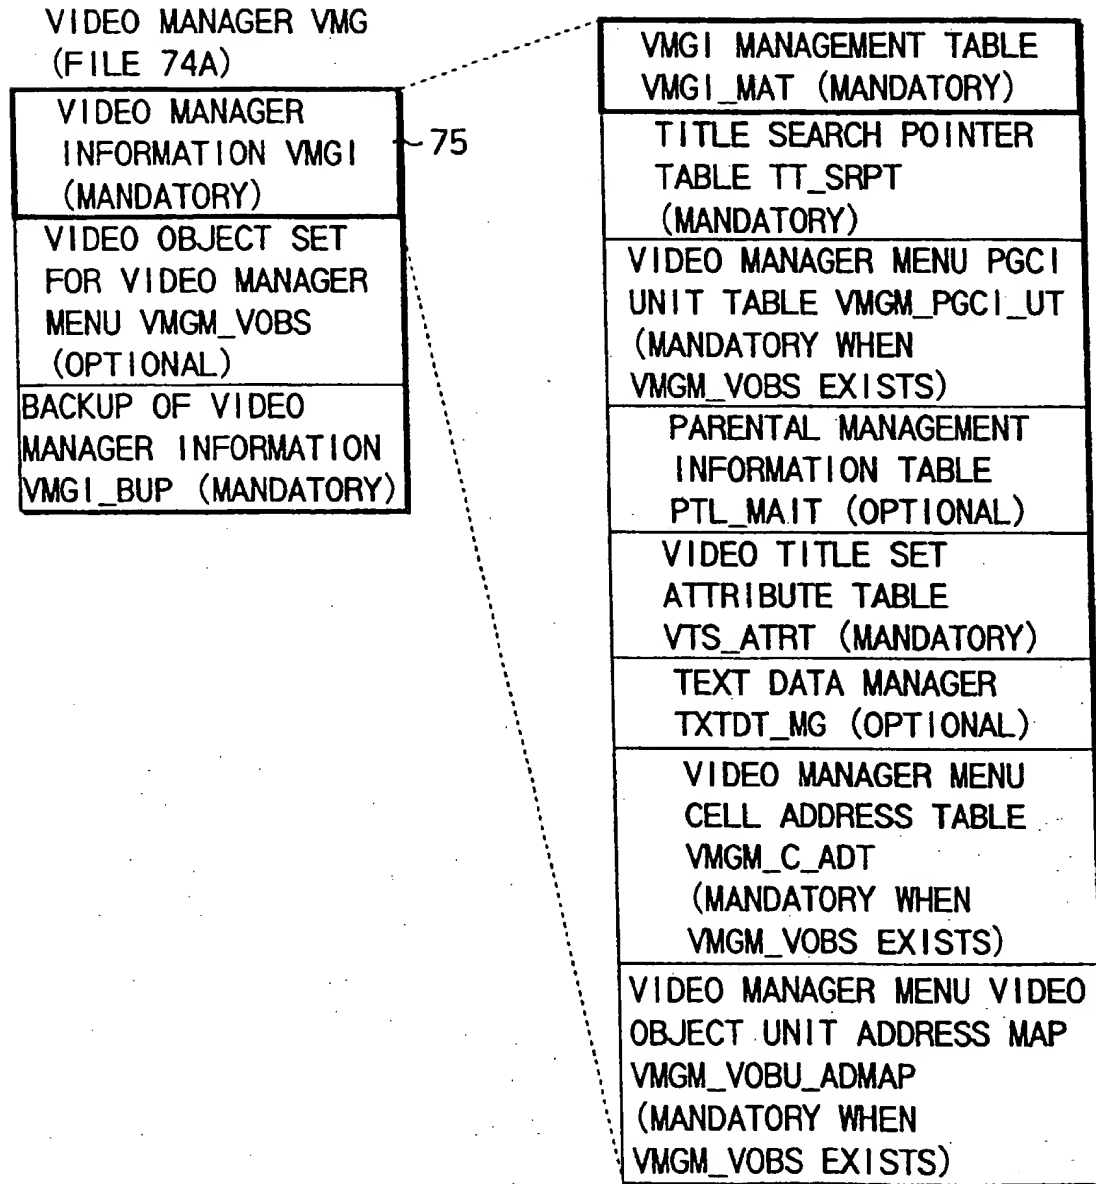 VIDEO MANAGER VMG
(FILE 74A)
VIDEO MANAGER
INFORMATION VMGI
(MANDATORY)
75
VIDEO OBJECT SET
FOR VIDEO MANAGER
MENU VMGM_VOBS
(OPTIONAL)
BACKUP OF VIDEO
MANAGER INFORMATION
VMGI_BUP (MANDATORY)
VMGI MANAGEMENT TABLE
VMGI_MAT (MANDATORY)
TITLE SEARCH POINTER
TABLE TT_SRPT
(MANDATORY)
VIDEO MANAGER MENU PGCI
UNIT TABLE VMGM_PGCI_UT
(MANDATORY WHEN
VMGM_VOBS EXISTS)
PARENTAL MANAGEMENT
INFORMATION TABLE
PTL_MAIT (OPTIONAL)
VIDEO TITLE SET
ATTRIBUTE TABLE
VTS_ATRT (MANDATORY)
TEXT DATA MANAGER
TXTDT_MG (OPTIONAL)
VIDEO MANAGER MENU
CELL ADDRESS TABLE
VMGM_C_ADT
(MANDATORY WHEN
VMGM_VOBS EXISTS)
VIDEO MANAGER MENU VIDEO
OBJECT UNIT ADDRESS MAP
VMGM_VOBU_ADMAP
(MANDATORY WHEN
VMGM_VOBS EXISTS)